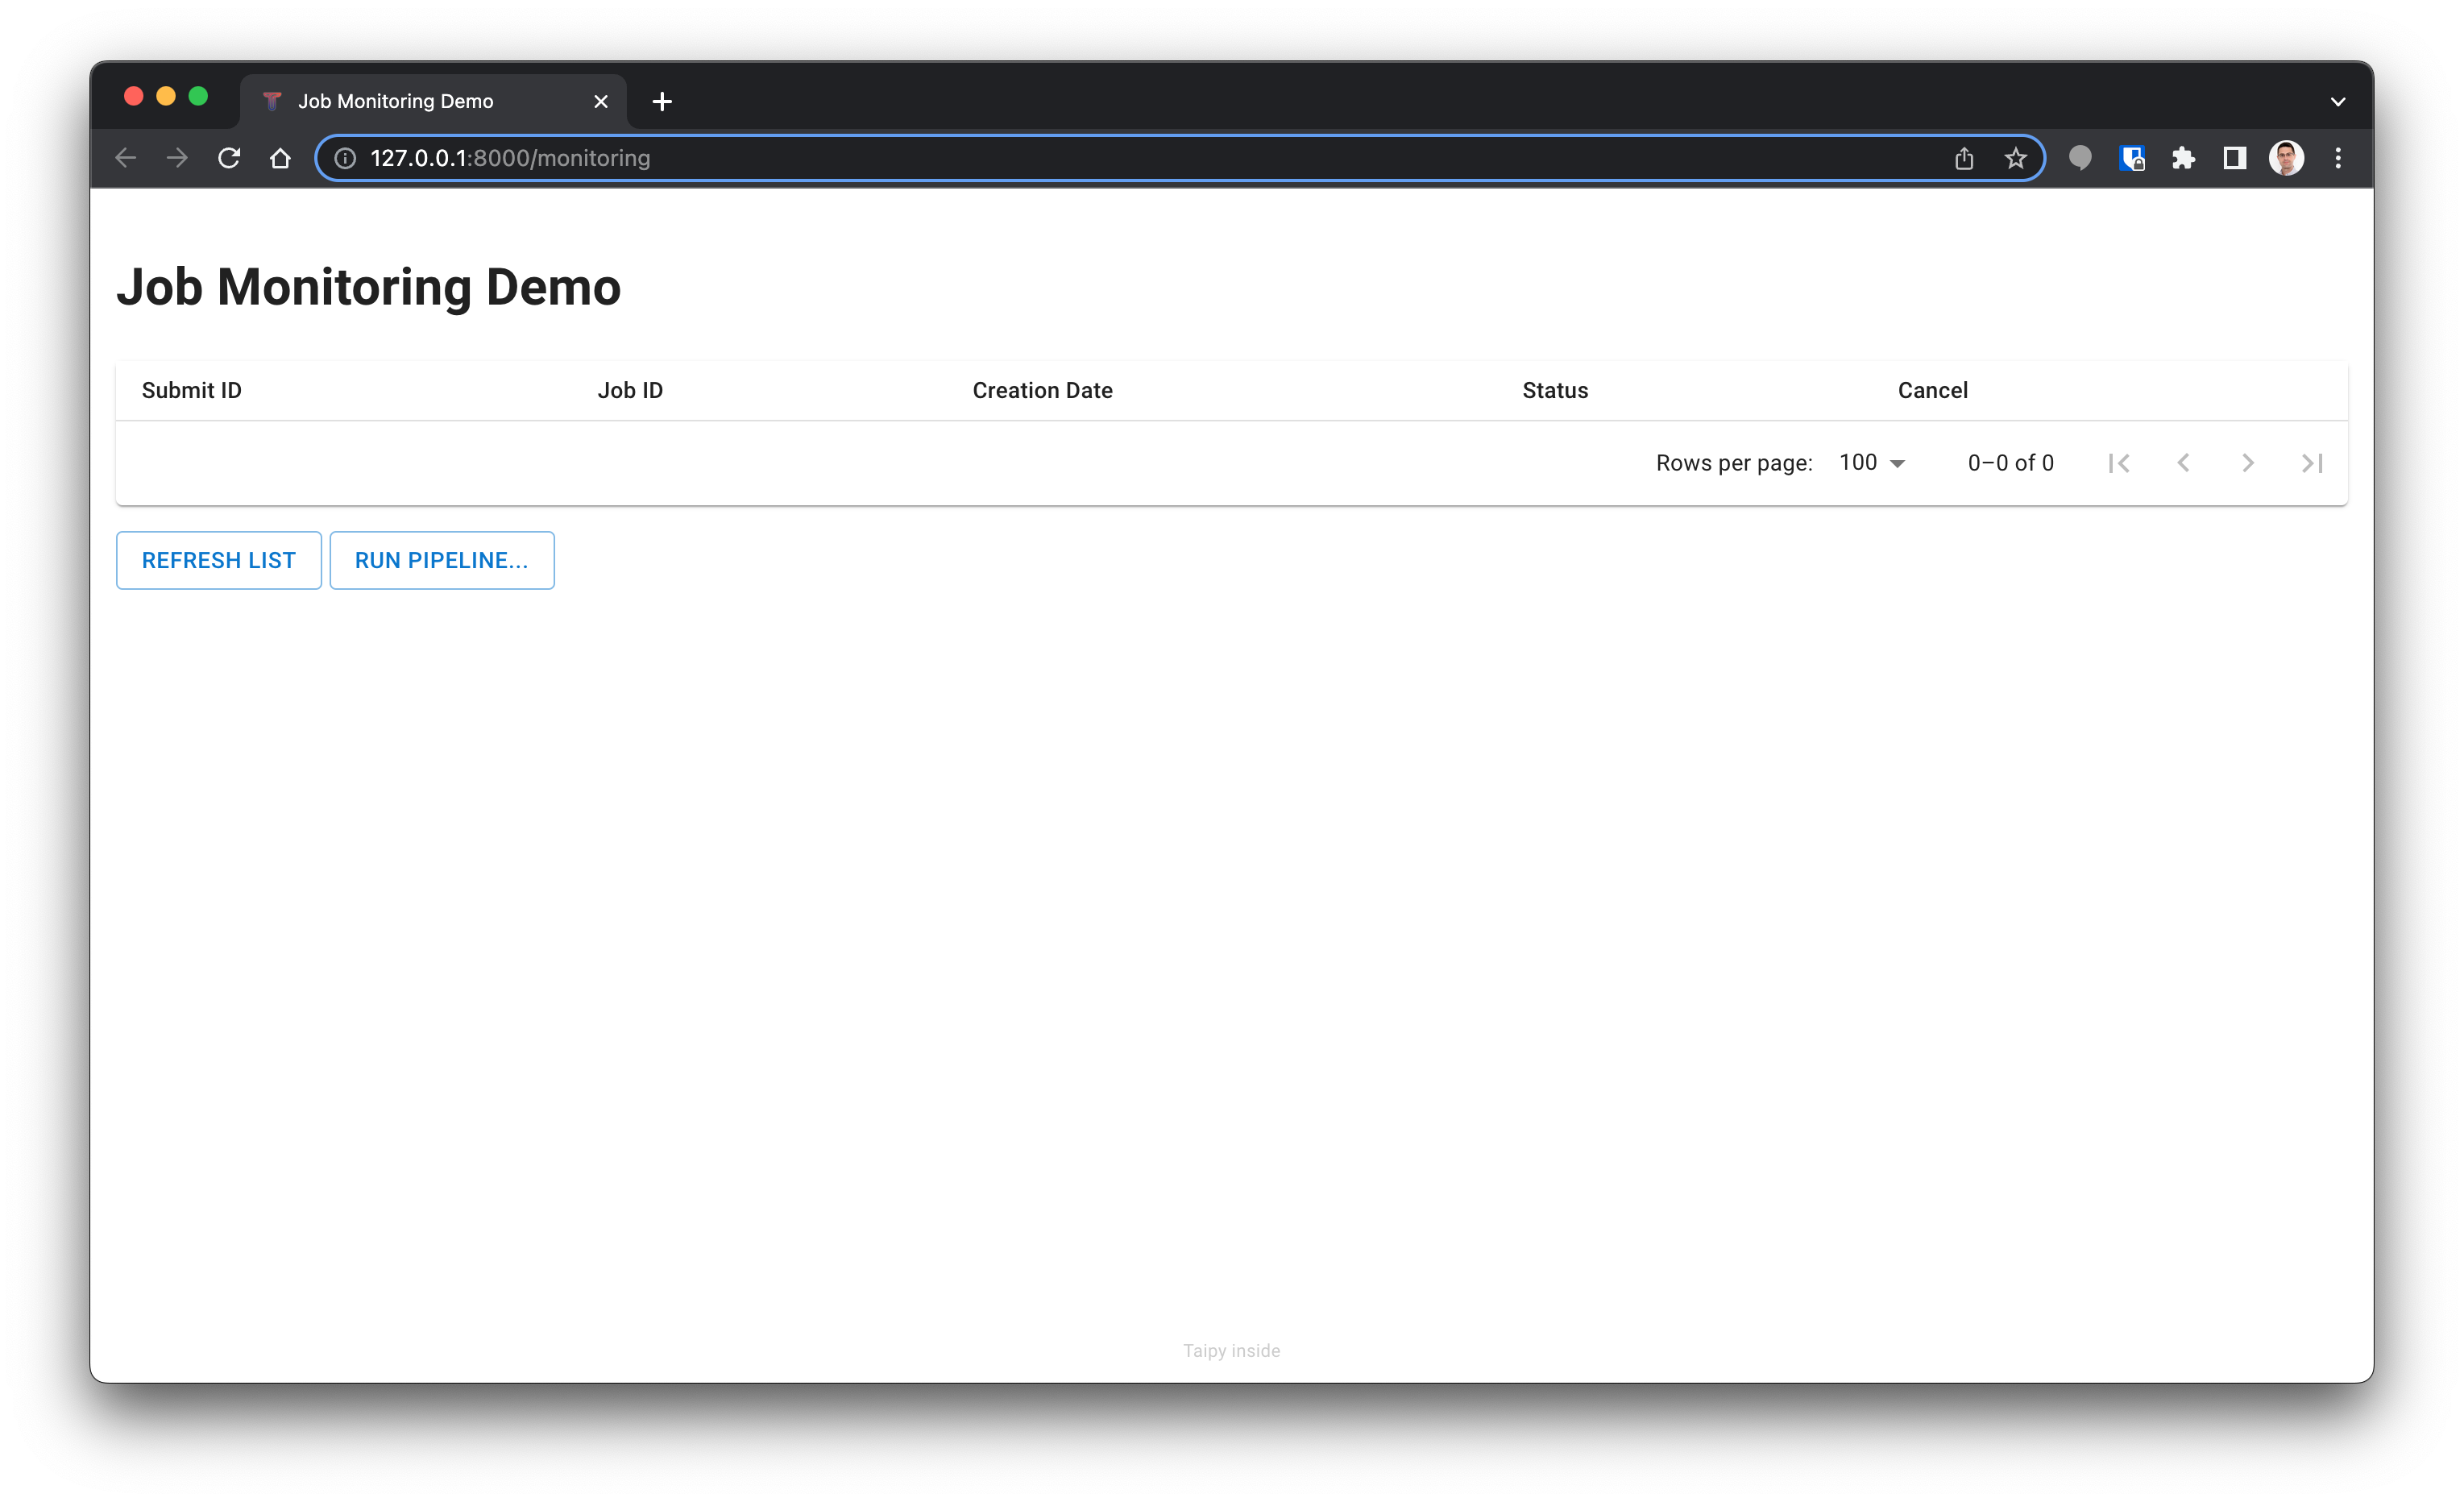 Job Monitoring Demo
127.0.0.1:8000/monitoring
Job Monitoring Demo
Submit ID Job ID Creation Date Status Cancel
Rows per page: 100 0–0 of 0
REFRESH LIST RUN PIPELINE...
Taipy inside